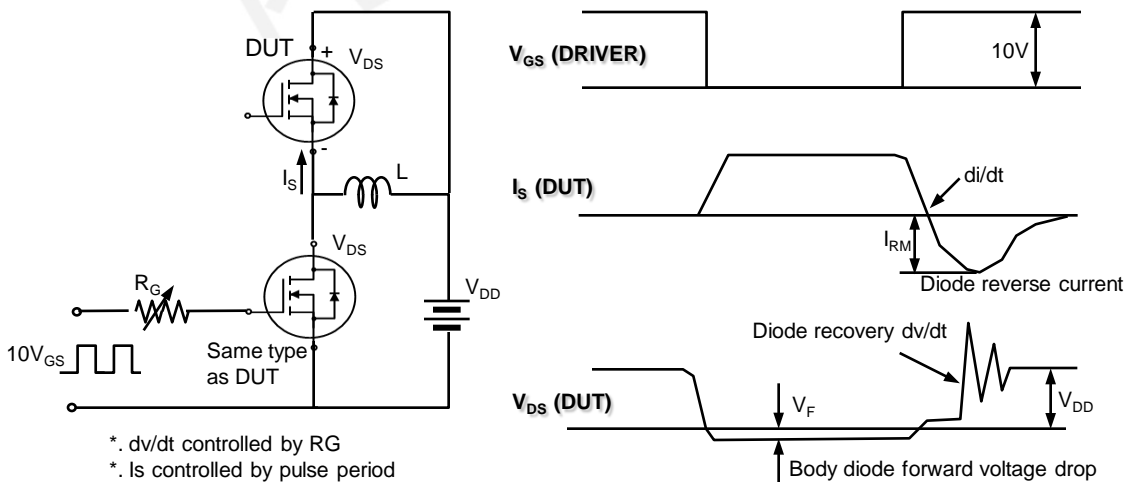 DUT
+
V_DS
-
I_S
L
V_DS
R_G
V_DD
10V_GS
Same type
as DUT
*. dv/dt controlled by RG
*. Is controlled by pulse period
V_GS (DRIVER)
10V
I_S (DUT)
di/dt
I_RM
Diode reverse current
Diode recovery dv/dt
V_DS (DUT)
V_F
V_DD
Body diode forward voltage drop